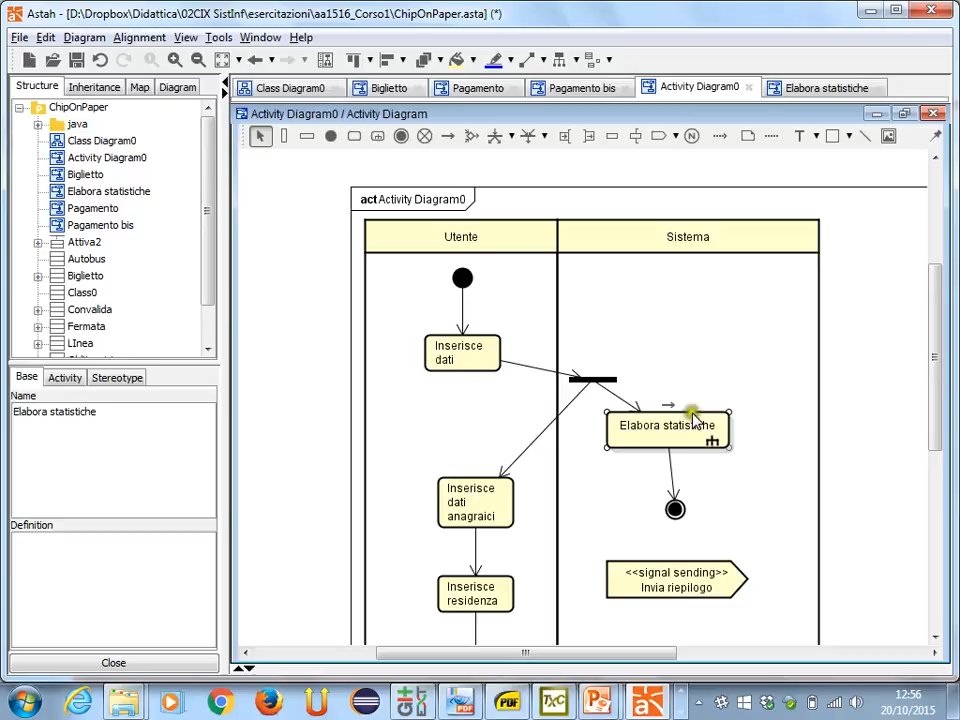 Astah - [D:\Dropbox\Didattica\02CIX SistInf\esercitazioni\aa1516_Corso1\ChipOnPaper.asta] (*)
File Edit Diagram Alignment View Tools Window Help
Structure Inheritance Map Diagram
Class Diagram0 Biglietto Pagamento Pagamento bis Activity Diagram0 Elabora statistiche
Activity Diagram0 / Activity Diagram
ChipOnPaper
java
Class Diagram0
Activity Diagram0
Biglietto
Elabora statistiche
Pagamento
Pagamento bis
Attiva2
Autobus
Biglietto
Class0
Convalida
Fermata
LInea
Base Activity Stereotype
Name
Elabora statistiche
Definition
Close
act Activity Diagram0
Utente Sistema
Inserisce
dati
Elabora statistiche
Inserisce
dati
anagraici
<<signal sending>>
Invia riepilogo
Inserisce
residenza
N
T
PDF
TXC
12:56
20/10/2015